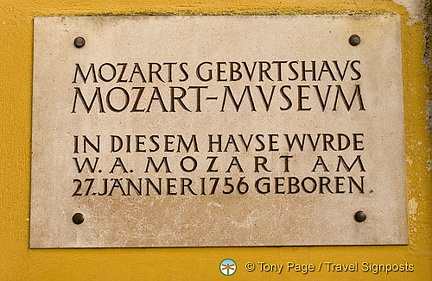 MOZARTS GEBVRTSHAVS
MOZART-MVSEVM
IN DIESEM HAVSE WVRDE
W. A. MOZART AM
27. JÄNNER 1756 GEBOREN.
© Tony Page / Travel Signposts